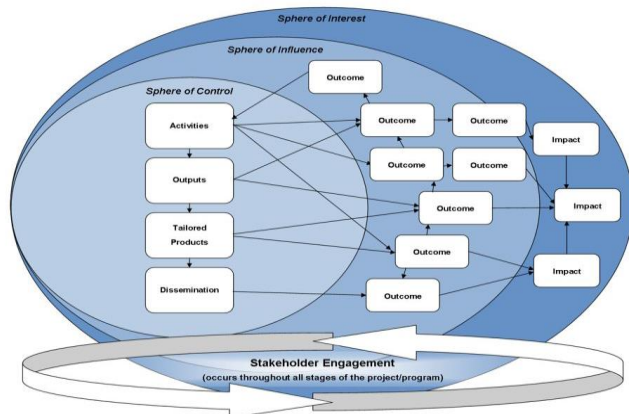 Sphere of Interest
Sphere of Influence
Outcome
Sphere of Control
Activities
Outcome
Outcome
Impact
Outcome
Outcome
Outputs
Outcome
Impact
Tailored
Products
Outcome
Impact
Dissemination
Outcome
Stakeholder Engagement
(occurs throughout all stages of the project/program)